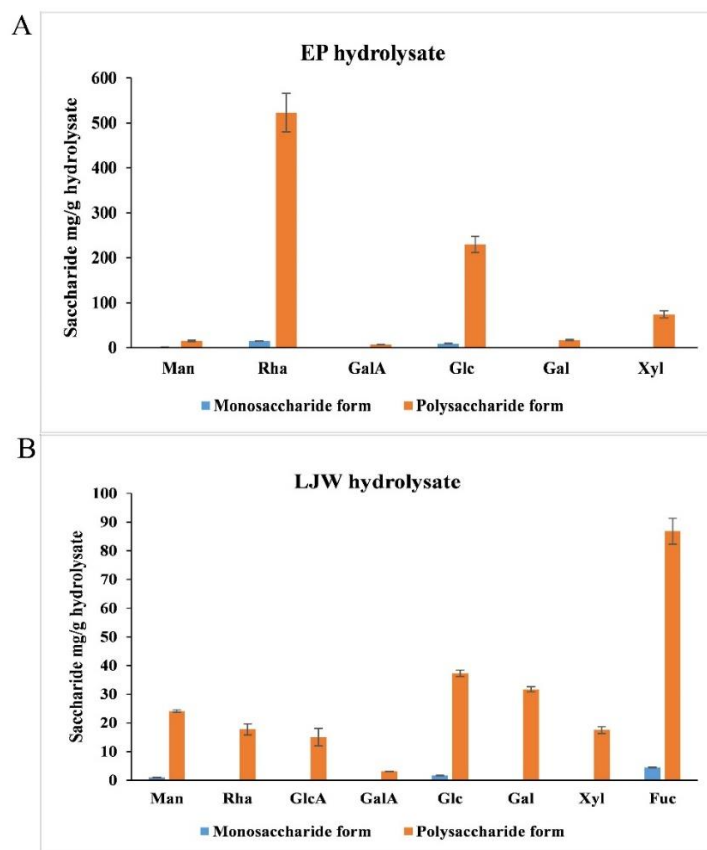 A
EP hydrolysate
Saccharide mg/g hydrolysate
600
500
400
300
200
100
0
Man Rha GalA Glc Gal Xyl
Monosaccharide form Polysaccharide form
B
LJW hydrolysate
Saccharide mg/g hydrolysate
100
90
80
70
60
50
40
30
20
10
0
Man Rha GlcA GalA Glc Gal Xyl Fuc
Monosaccharide form Polysaccharide form